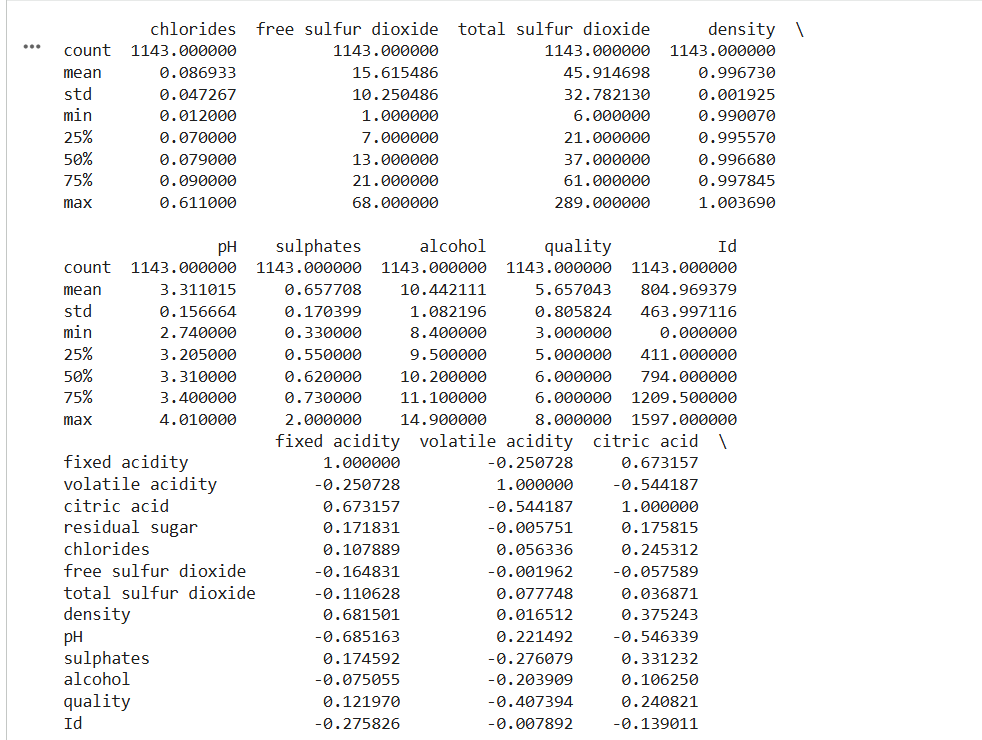 chlorides  free sulfur dioxide  total sulfur dioxide      density  \
count  1143.000000          1143.000000           1143.000000  1143.000000
mean      0.086933            15.615486             45.914698     0.996730
std       0.047267            10.250486             32.782130     0.001925
min       0.012000             1.000000              6.000000     0.990070
25%       0.070000             7.000000             21.000000     0.995570
50%       0.079000            13.000000             37.000000     0.996680
75%       0.090000            21.000000             61.000000     0.997845
max       0.611000            68.000000            289.000000     1.003690
                pH    sulphates      alcohol      quality           Id
count  1143.000000  1143.000000  1143.000000  1143.000000  1143.000000
mean      3.311015     0.657708    10.442111     5.657043   804.969379
std       0.156664     0.170399     1.082196     0.805824   463.997116
min       2.740000     0.330000     8.400000     3.000000     0.000000
25%       3.205000     0.550000     9.500000     5.000000   411.000000
50%       3.310000     0.620000    10.200000     6.000000   794.000000
75%       3.400000     0.730000    11.100000     6.000000  1209.500000
max       4.010000     2.000000    14.900000     8.000000  1597.000000
                      fixed acidity  volatile acidity  citric acid  \
fixed acidity              1.000000         -0.250728     0.673157
volatile acidity          -0.250728          1.000000    -0.544187
citric acid                0.673157         -0.544187     1.000000
residual sugar             0.171831         -0.005751     0.175815
chlorides                  0.107889          0.056336     0.245312
free sulfur dioxide       -0.164831         -0.001962    -0.057589
total sulfur dioxide      -0.110628          0.077748     0.036871
density                    0.681501          0.016512     0.375243
pH                        -0.685163          0.221492    -0.546339
sulphates                  0.174592         -0.276079     0.331232
alcohol                   -0.075055         -0.203909     0.106250
quality                    0.121970         -0.407394     0.240821
Id                        -0.275826         -0.007892    -0.139011